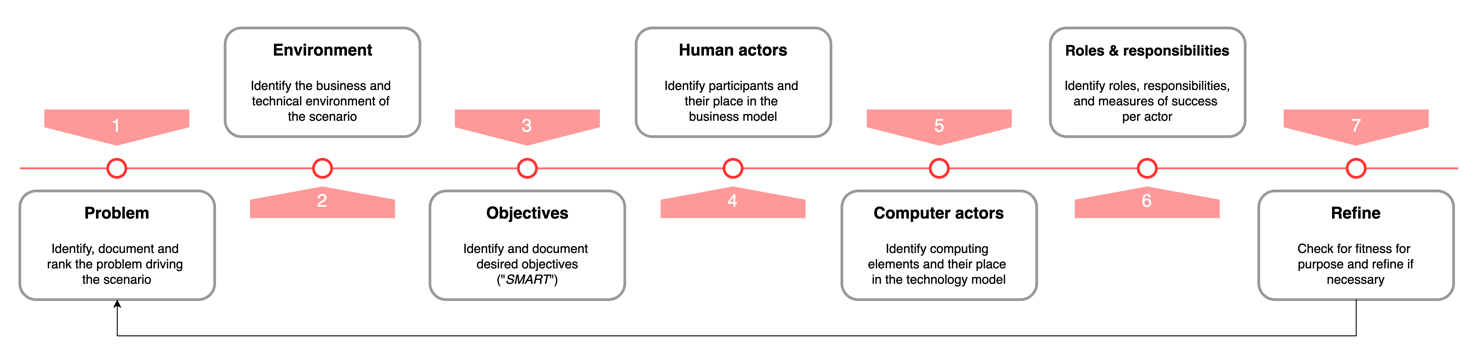 1
Problem
Identify, document and
rank the problem driving
the scenario
Environment
Identify the business and
technical environment of
the scenario
2
3
Objectives
Identify and document
desired objectives
("SMART")
Human actors
Identify participants and
their place in the
business model
4
5
Computer actors
Identify computing
elements and their place
in the technology model
Roles & responsibilities
Identify roles, responsibilities,
and measures of success
per actor
6
7
Refine
Check for fitness for
purpose and refine if
necessary